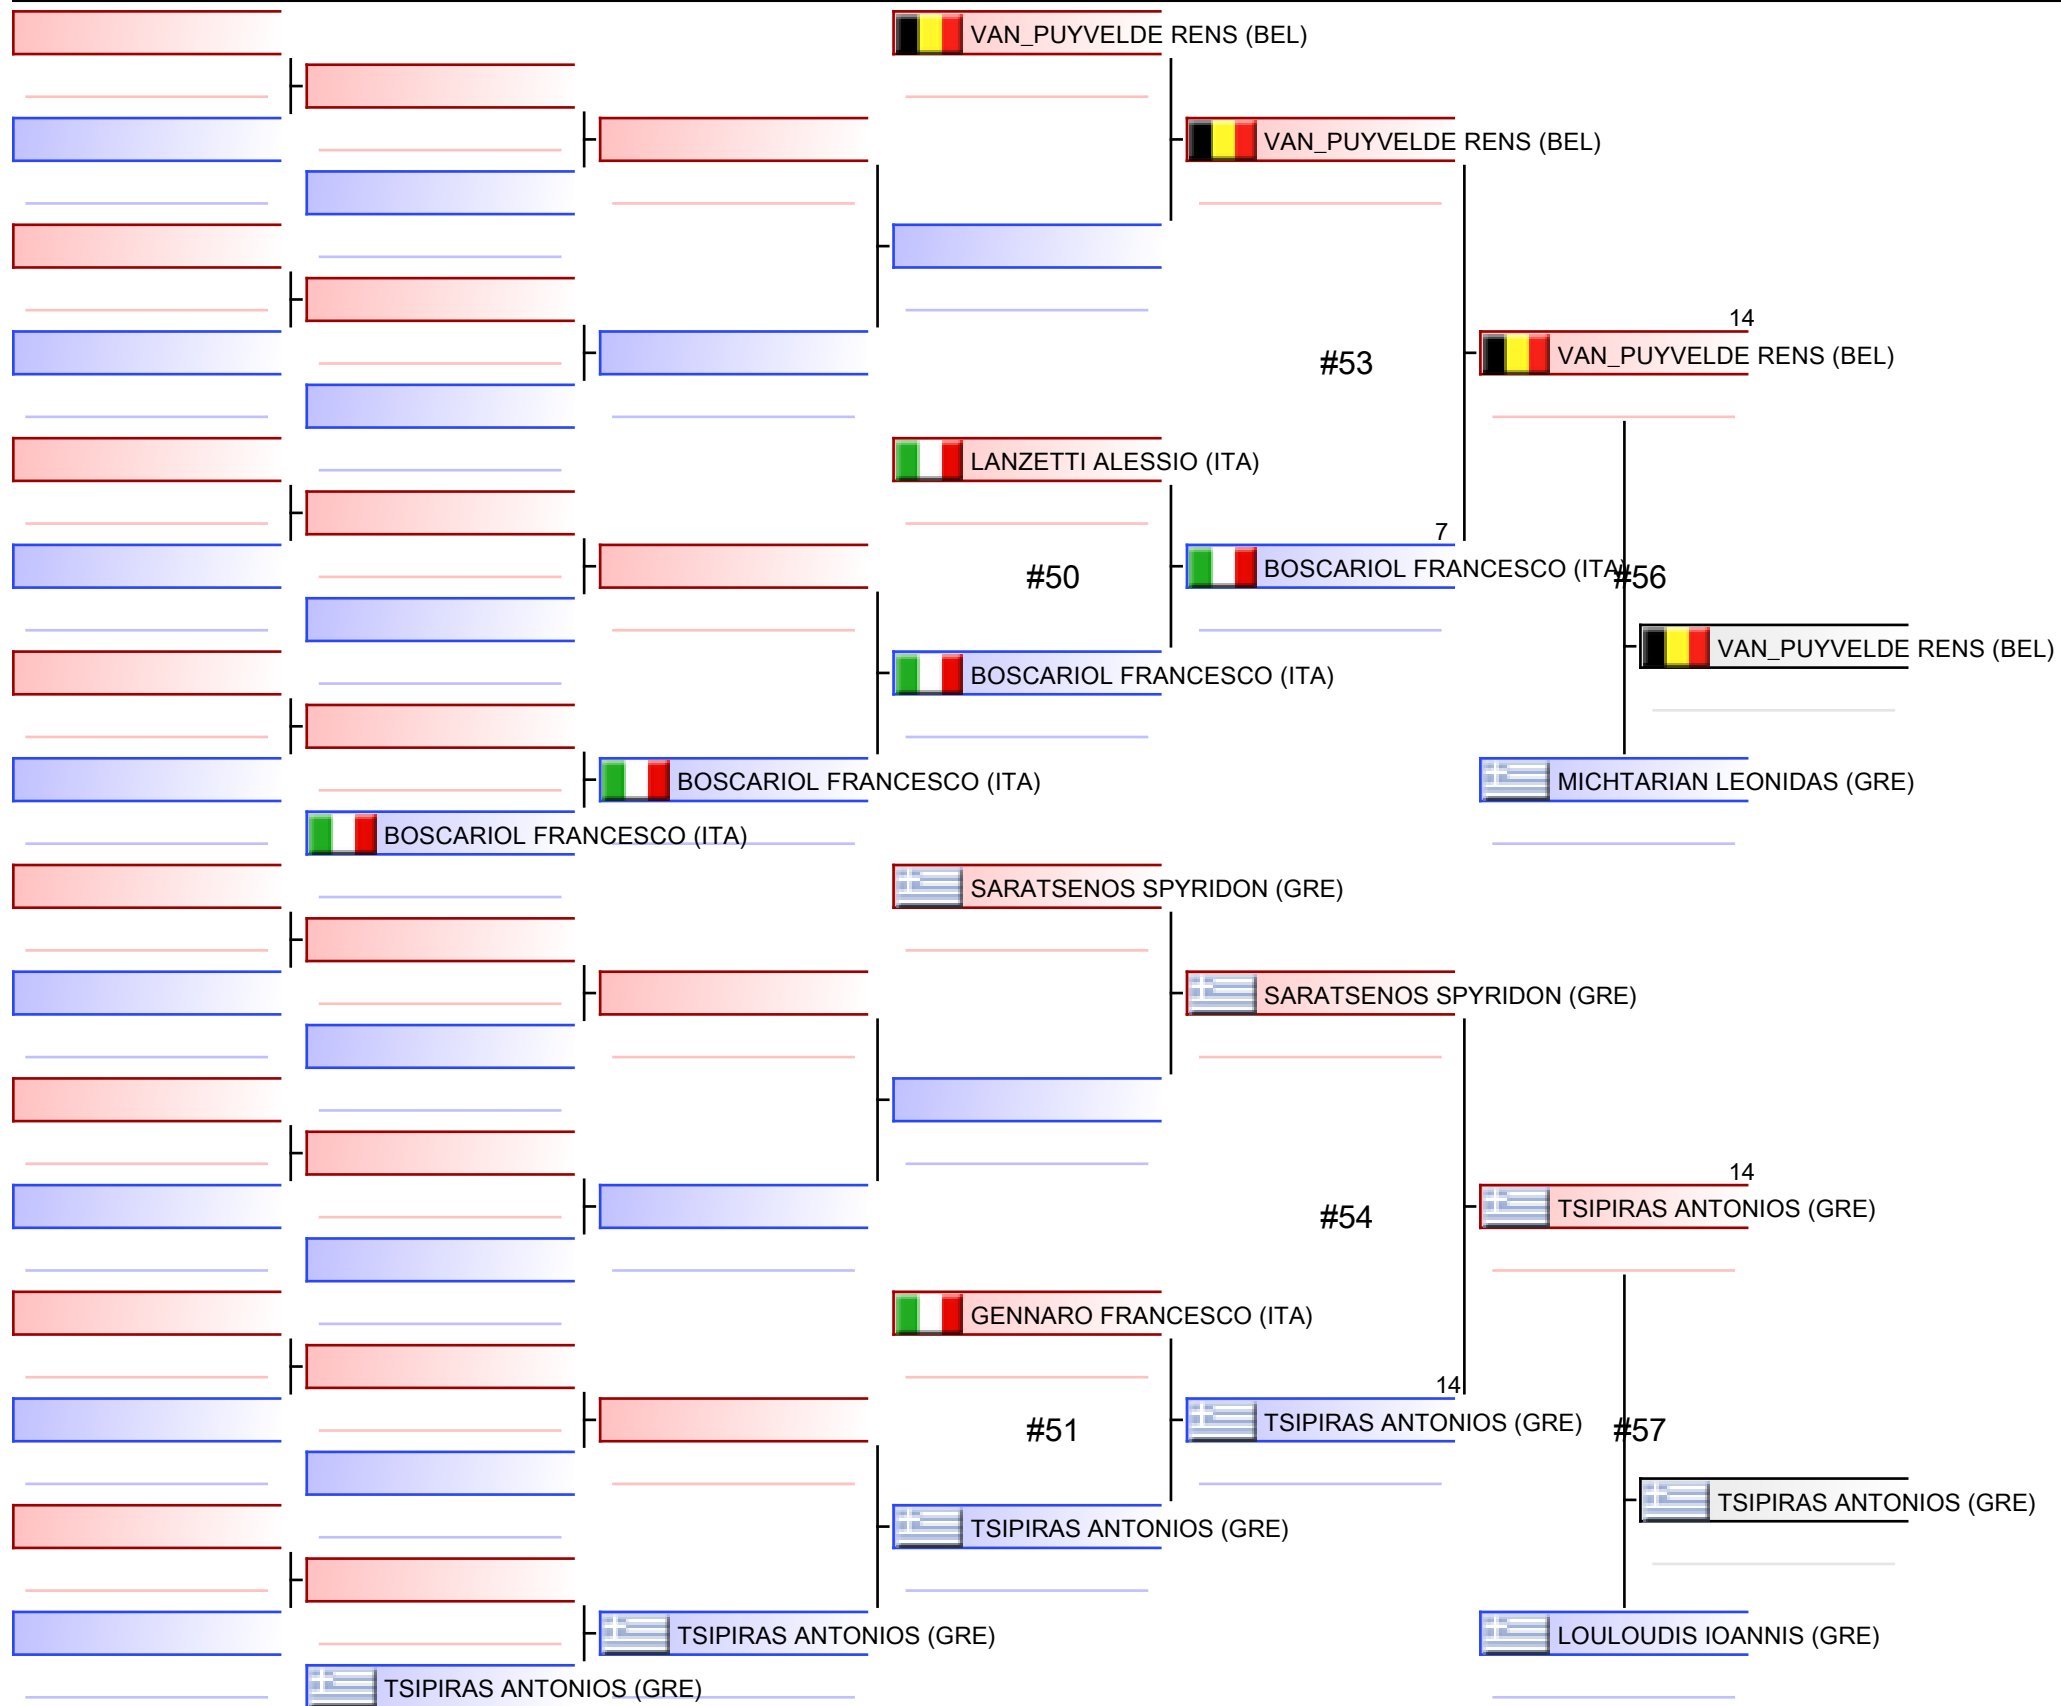 VAN_PUYVELDE RENS (BEL)
VAN_PUYVELDE RENS (BEL)
14
#53
VAN_PUYVELDE RENS (BEL)
LANZETTI ALESSIO (ITA)
7
#50
BOSCARIOL FRANCESCO (ITA)
#56
VAN_PUYVELDE RENS (BEL)
BOSCARIOL FRANCESCO (ITA)
BOSCARIOL FRANCESCO (ITA)
MICHTARIAN LEONIDAS (GRE)
BOSCARIOL FRANCESCO (ITA)
SARATSENOS SPYRIDON (GRE)
SARATSENOS SPYRIDON (GRE)
14
#54
TSIPIRAS ANTONIOS (GRE)
GENNARO FRANCESCO (ITA)
14
#51
TSIPIRAS ANTONIOS (GRE)
#57
TSIPIRAS ANTONIOS (GRE)
TSIPIRAS ANTONIOS (GRE)
TSIPIRAS ANTONIOS (GRE)
LOULOUDIS IOANNIS (GRE)
TSIPIRAS ANTONIOS (GRE)